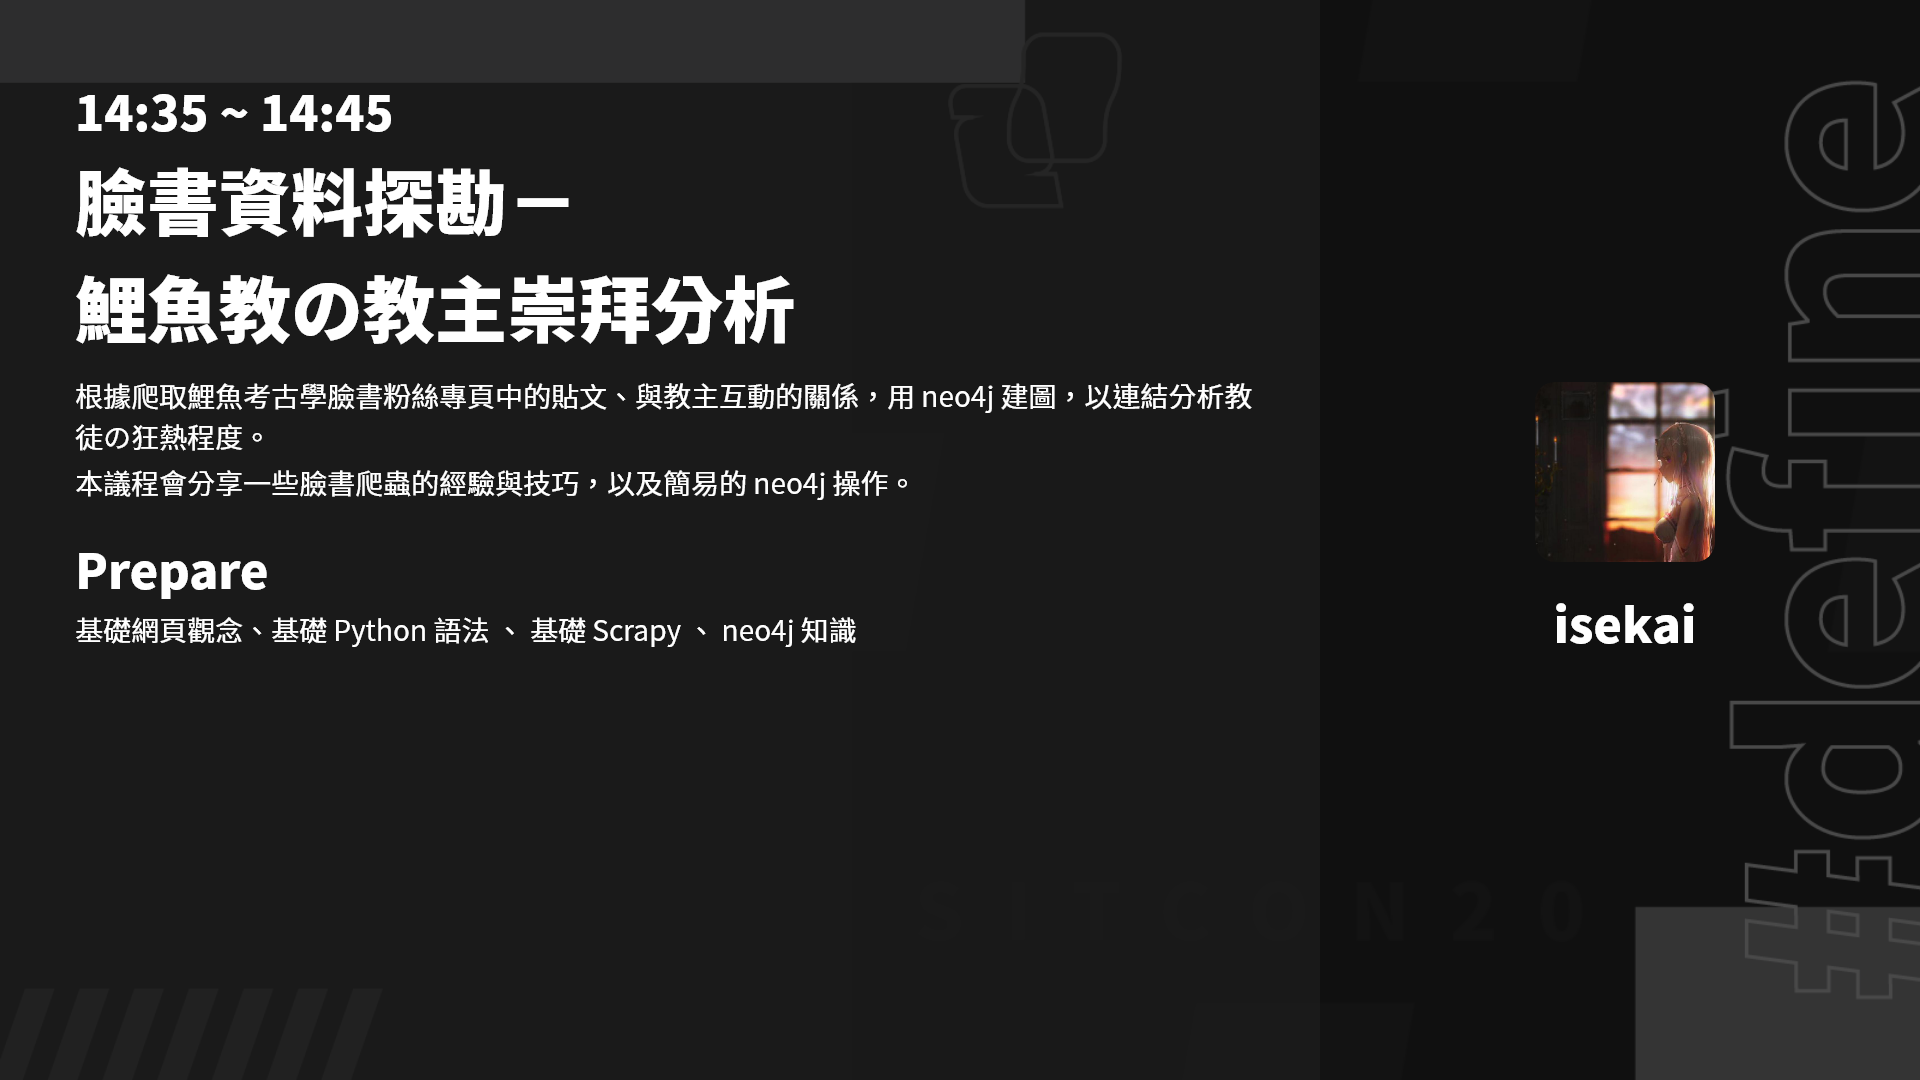 14:35 ~ 14:45
臉書資料探勘－
鯉魚教の教主崇拜分析
根據爬取鯉魚考古學臉書粉絲專頁中的貼文、與教主互動的關係，用 neo4j 建圖，以連結分析教
徒の狂熱程度。
本議程會分享一些臉書爬蟲的經驗與技巧，以及簡易的 neo4j 操作。
Prepare
基礎網頁觀念、基礎 Python 語法 、 基礎 Scrapy 、 neo4j 知識
isekai
#define
SITCON20